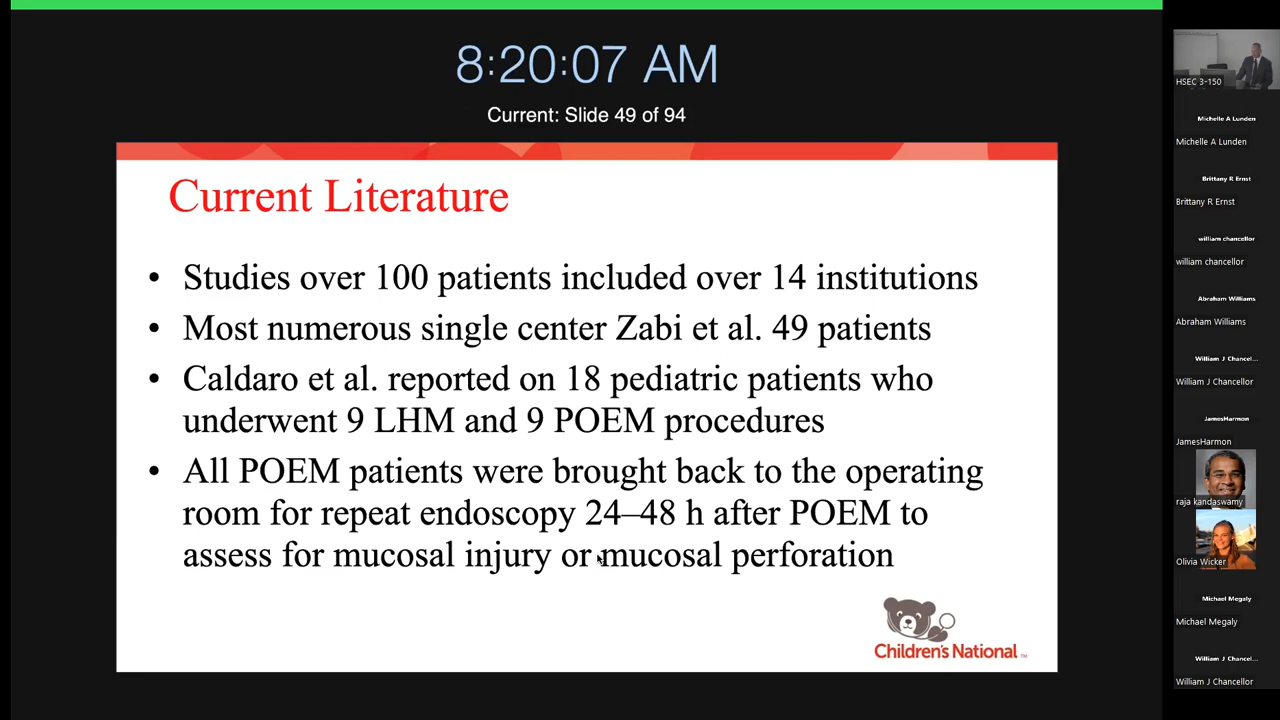 8:20:07 AM
Current: Slide 49 of 94
Current Literature
• Studies over 100 patients included over 14 institutions
• Most numerous single center Zabi et al. 49 patients
• Caldaro et al. reported on 18 pediatric patients who
underwent 9 LHM and 9 POEM procedures
• All POEM patients were brought back to the operating
room for repeat endoscopy 24–48 h after POEM to
assess for mucosal injury or mucosal perforation
Children's National™
HSEC 3-150
Michelle A Lunden
Michelle A Lunden
Brittany R Ernst
Brittany R Ernst
william chancellor
william chancellor
Abraham Williams
Abraham Williams
William J Chancel...
William J Chancellor
JamesHarmon
JamesHarmon
raja kandaswamy
Olivia Wicker
Michael Megaly
Michael Megaly
William J Chancel...
William J Chancellor